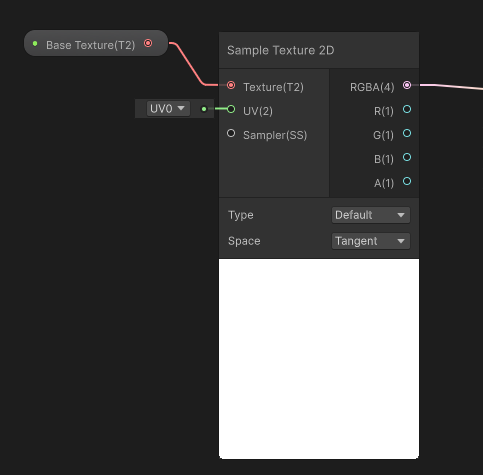 Base Texture(T2)
Sample Texture 2D
Texture(T2)
RGBA(4)
UV0
UV(2)
R(1)
Sampler(SS)
G(1)
B(1)
A(1)
Type
Default
Space
Tangent